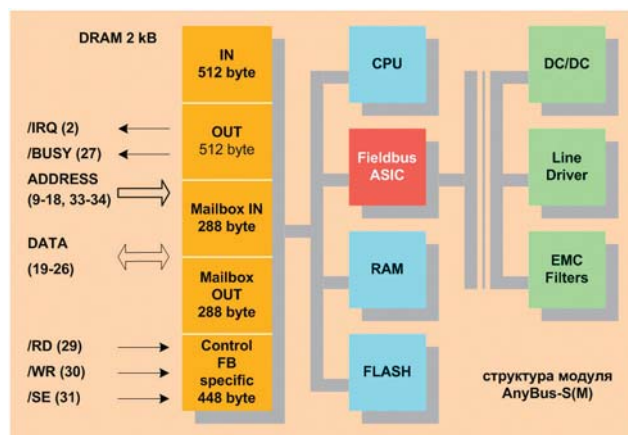 DRAM 2 kB
IN
512 byte
OUT
512 byte
Mailbox IN
288 byte
Mailbox
OUT
288 byte
Control
FB
specific
448 byte
/IRQ (2)
/BUSY (27)
ADDRESS
(9-18, 33-34)
DATA
(19-26)
/RD (29)
/WR (30)
/SE (31)
CPU
Fieldbus
ASIC
RAM
FLASH
DC/DC
Line
Driver
EMC
Filters
структура модуля
AnyBus-S(M)